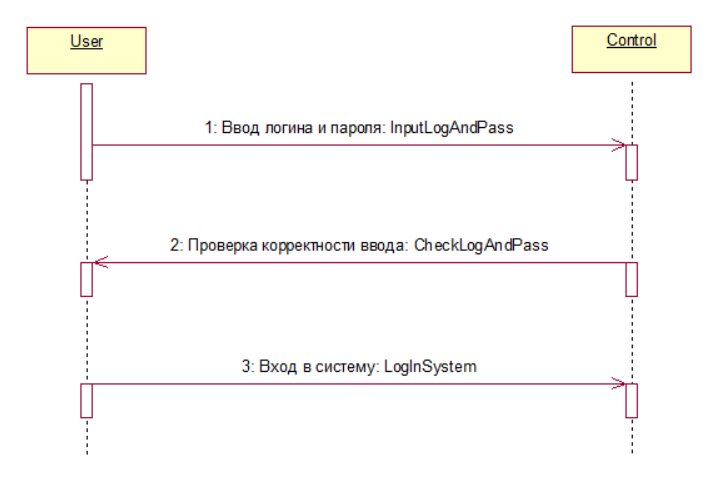 User
Control
1: Ввод логина и пароля: InputLogAndPass
2: Проверка корректности ввода: CheckLogAndPass
3: Вход в систему: LogInSystem